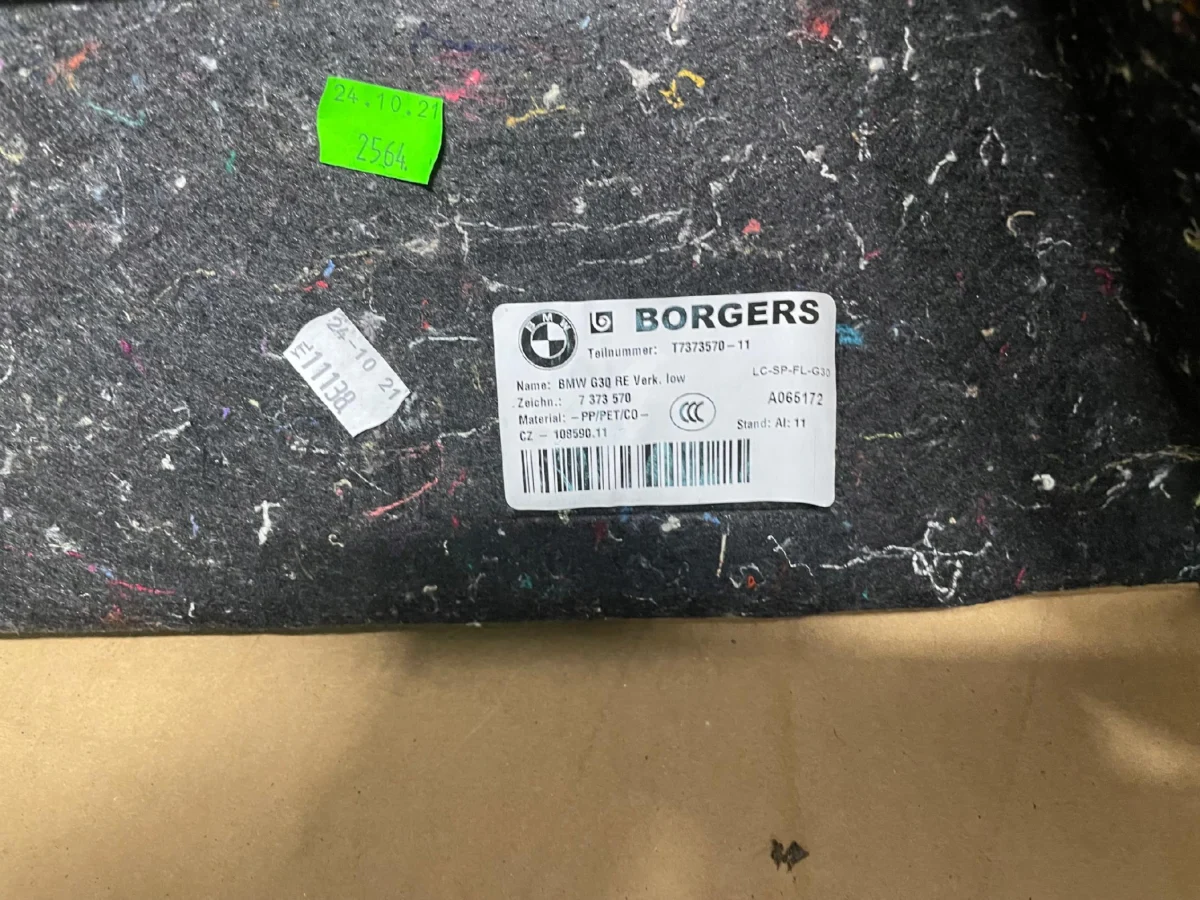 24.10.21
2564
24-10 21
11138
BMW
BORGERS
Teilnummer: T7373570-11
LC-SP-FL-G30
Name: BMW G30 RE Verk. low
Zeichn.: 7 373 570
A065172
Material: -PP/PET/CO-
CCC
Stand: AI: 11
CZ - 108590.11